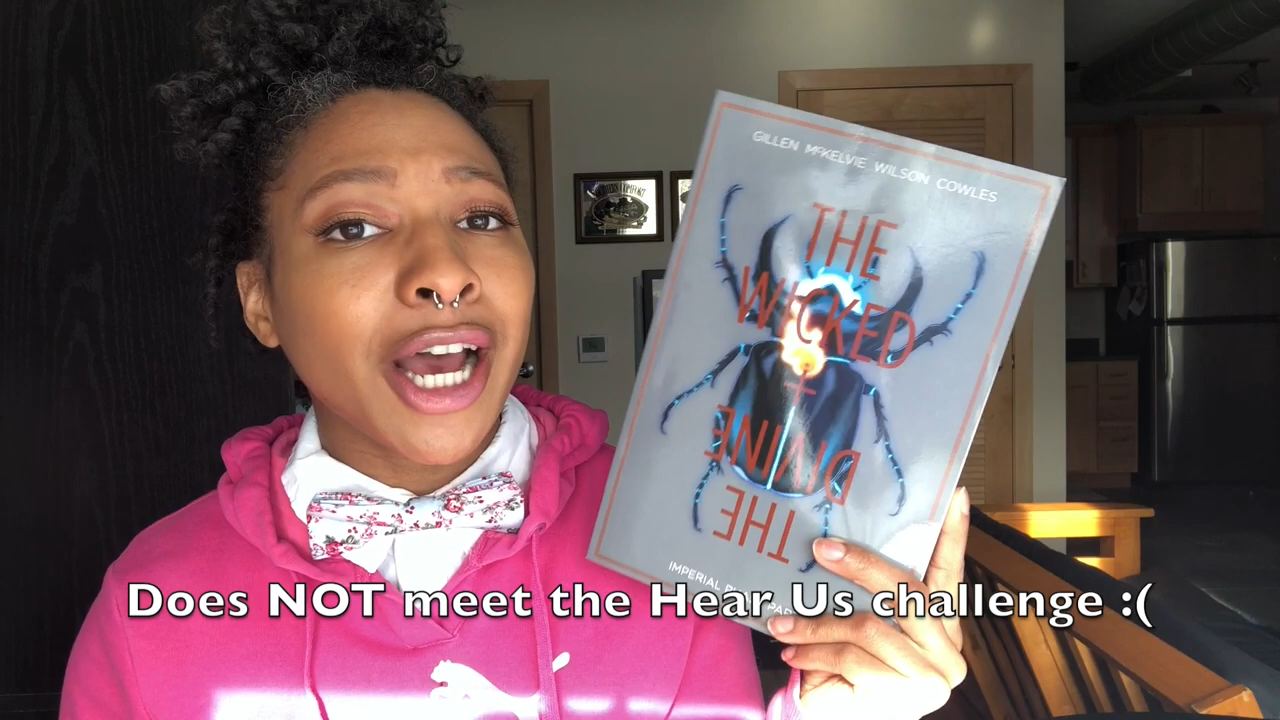 GILLEN McKELVIE WILSON COWLES
THE
WICKED
+
DIVINE
THE
IMPERIAL
Does NOT meet the Hear Us challenge :(